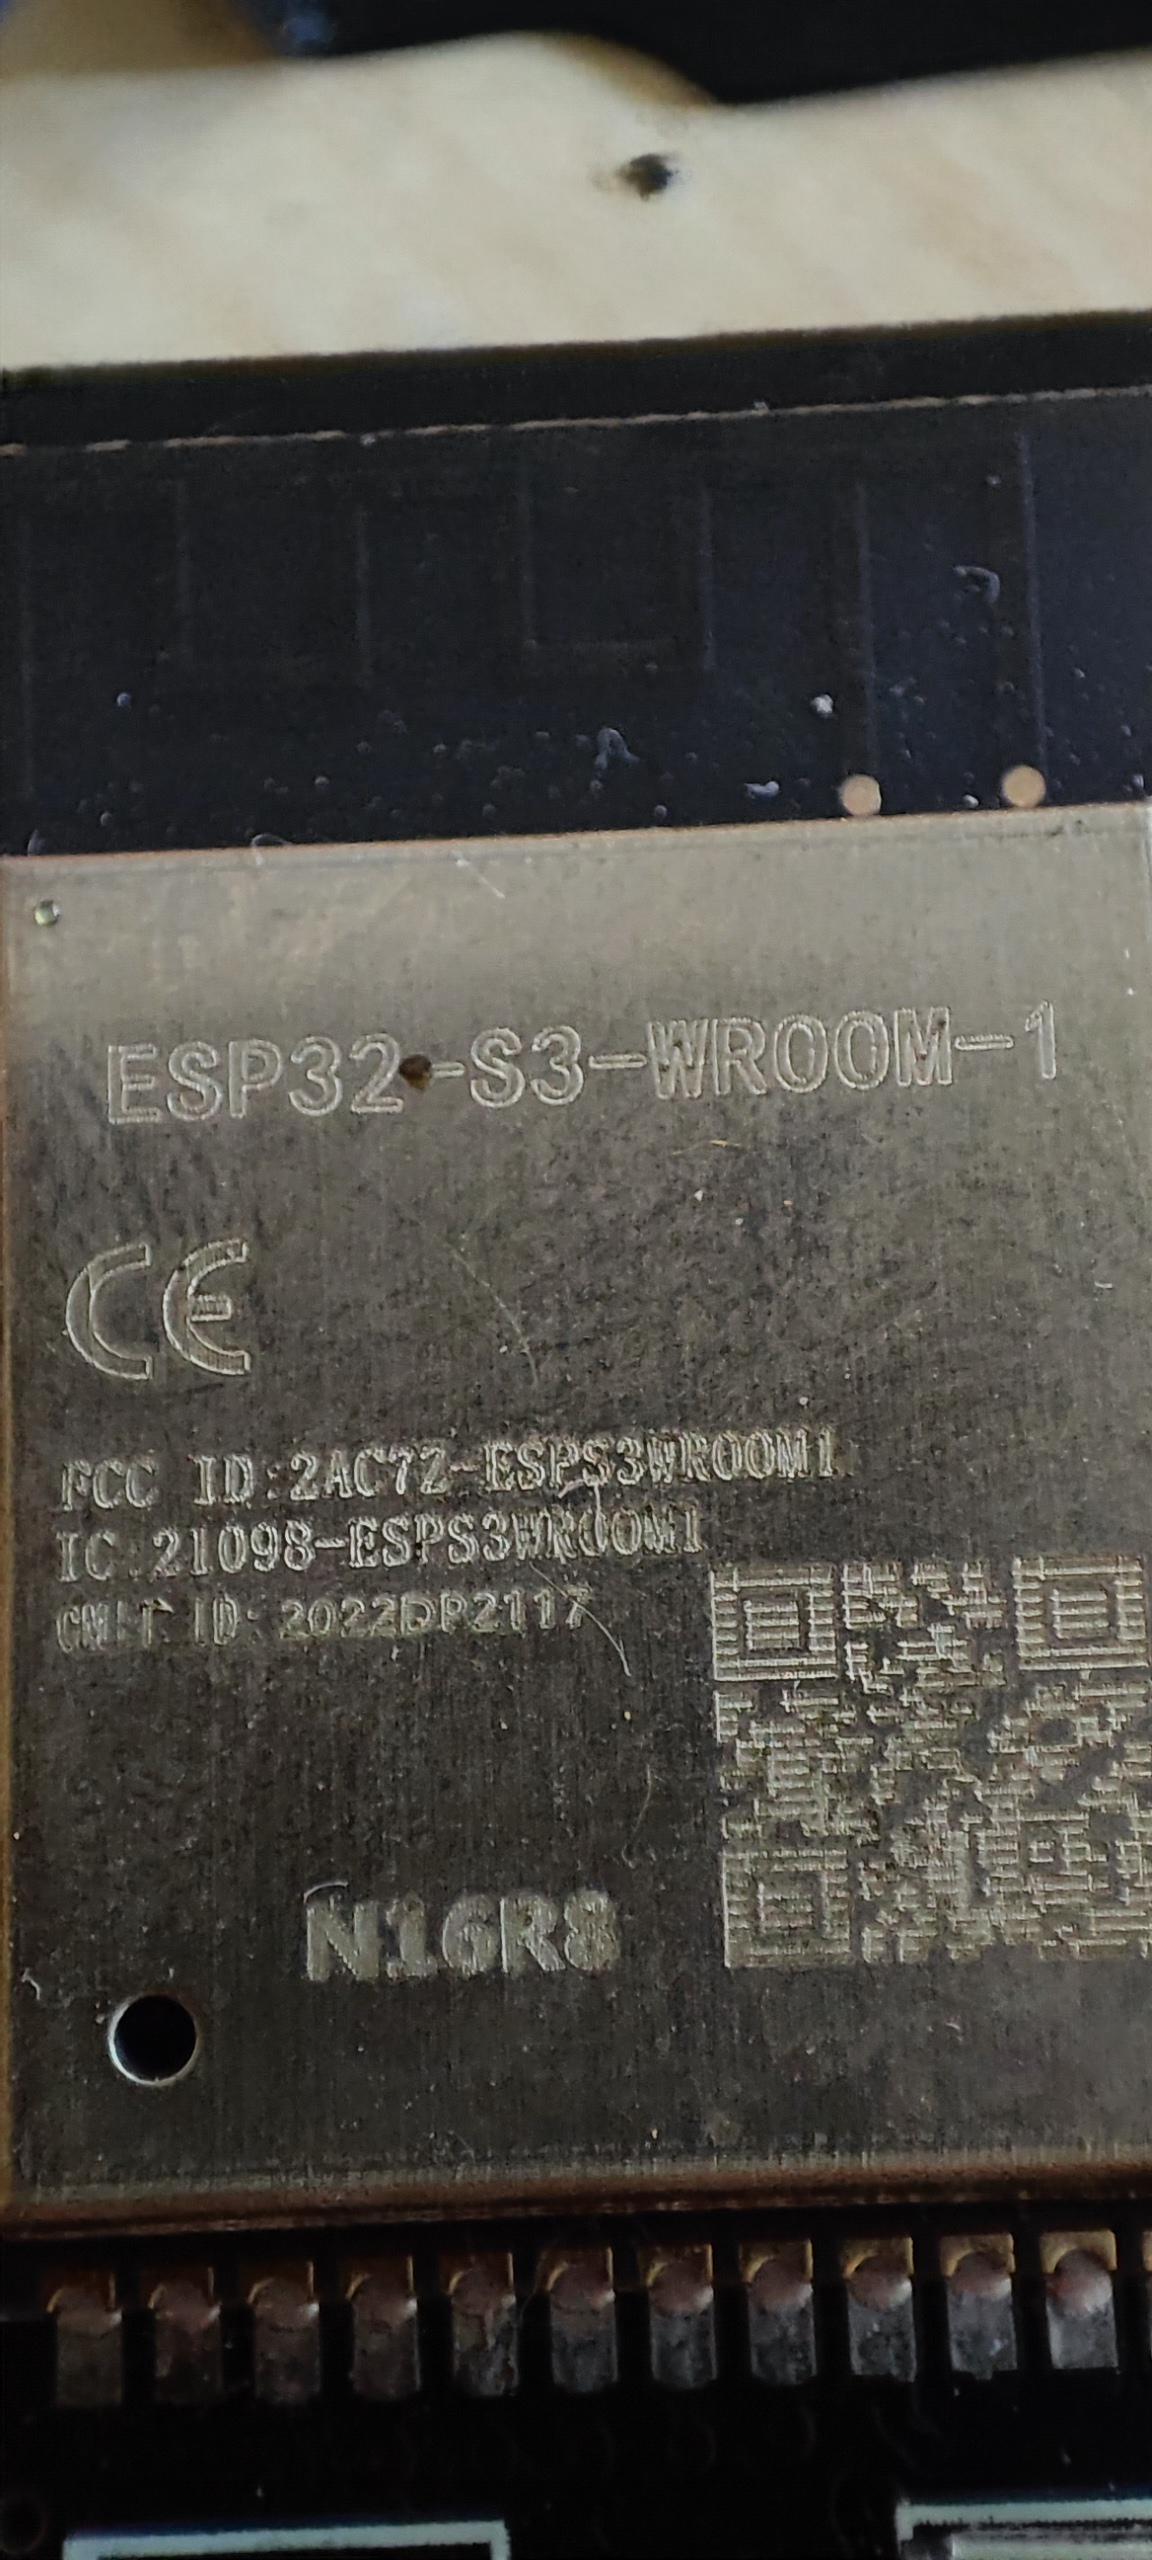 ESP32-S3-WROOM-1
CE
FCC ID:2AC7Z-ESPS3WROOM1
IC:21098-ESPS3WROOM1
CMIIT ID: 2022DP2117
N16R8